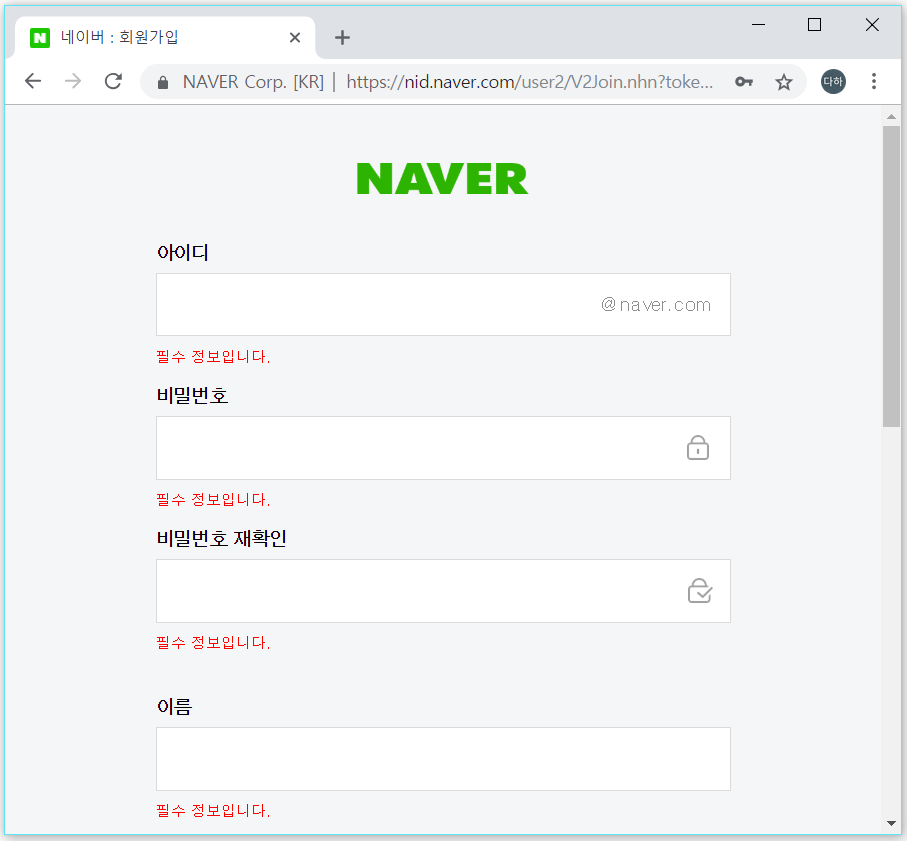 네이버 : 회원가입
NAVER Corp. [KR] | https://nid.naver.com/user2/V2Join.nhn?toke...
다하
NAVER
아이디
@naver.com
필수 정보입니다.
비밀번호
필수 정보입니다.
비밀번호 재확인
필수 정보입니다.
이름
필수 정보입니다.